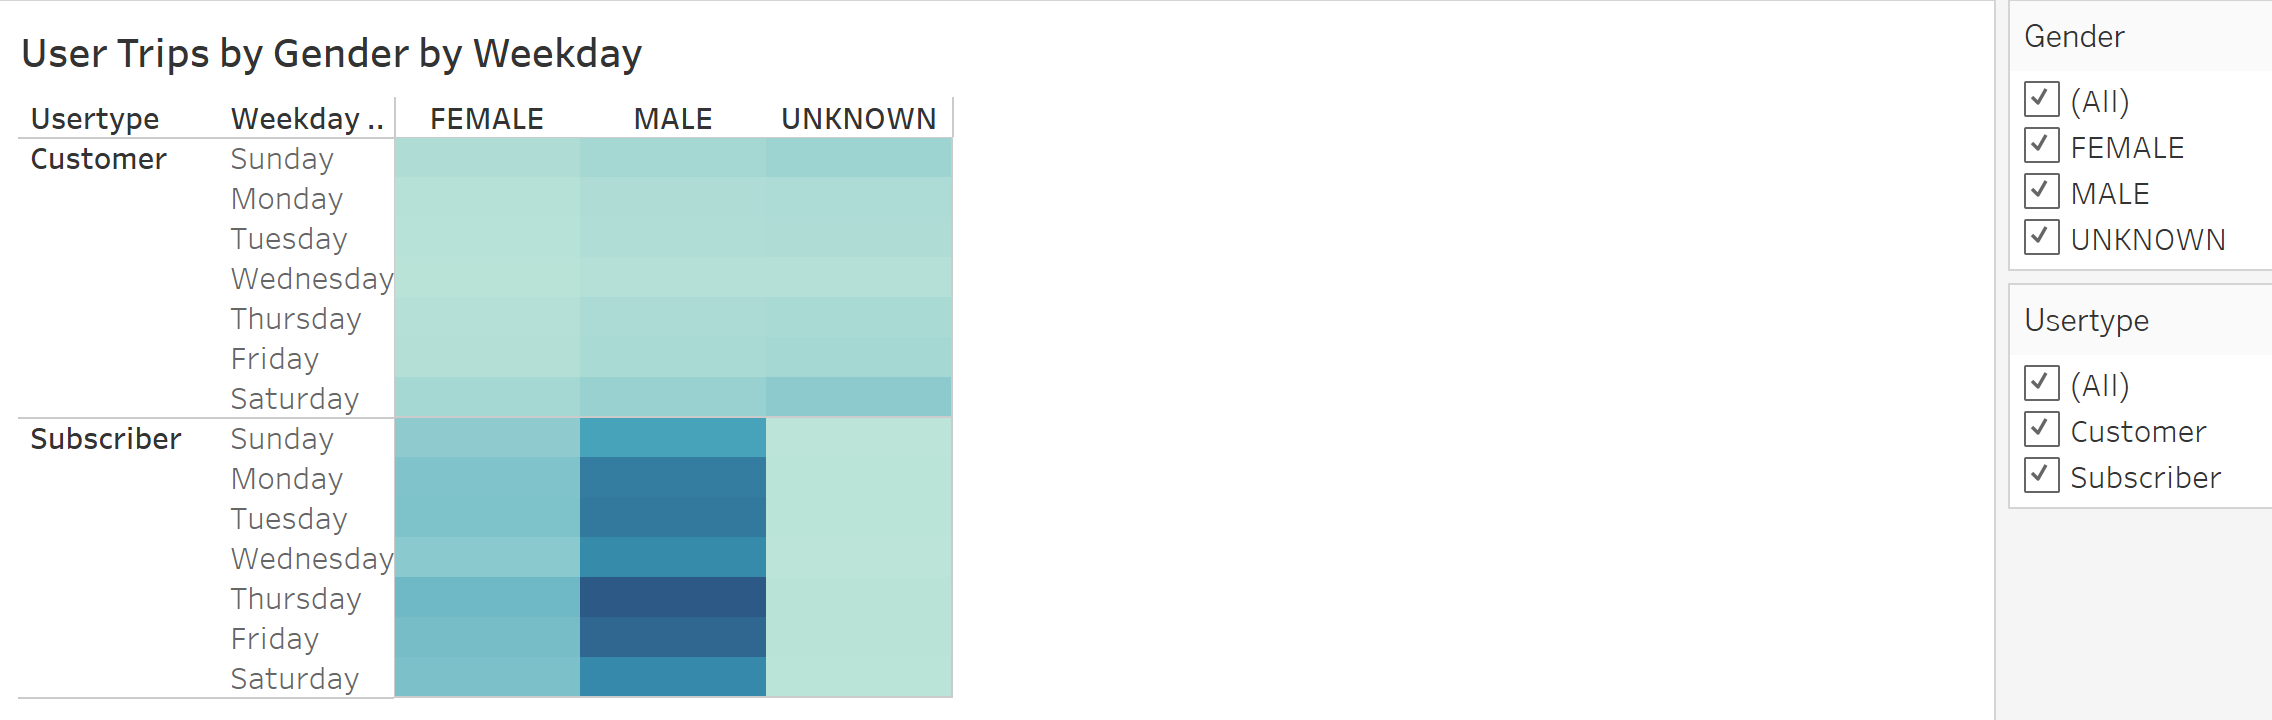 User Trips by Gender by Weekday
Usertype Weekday .. FEMALE MALE UNKNOWN
Customer Sunday
Monday
Tuesday
Wednesday
Thursday
Friday
Saturday
Subscriber Sunday
Monday
Tuesday
Wednesday
Thursday
Friday
Saturday
Gender
(All)
FEMALE
MALE
UNKNOWN
Usertype
(All)
Customer
Subscriber